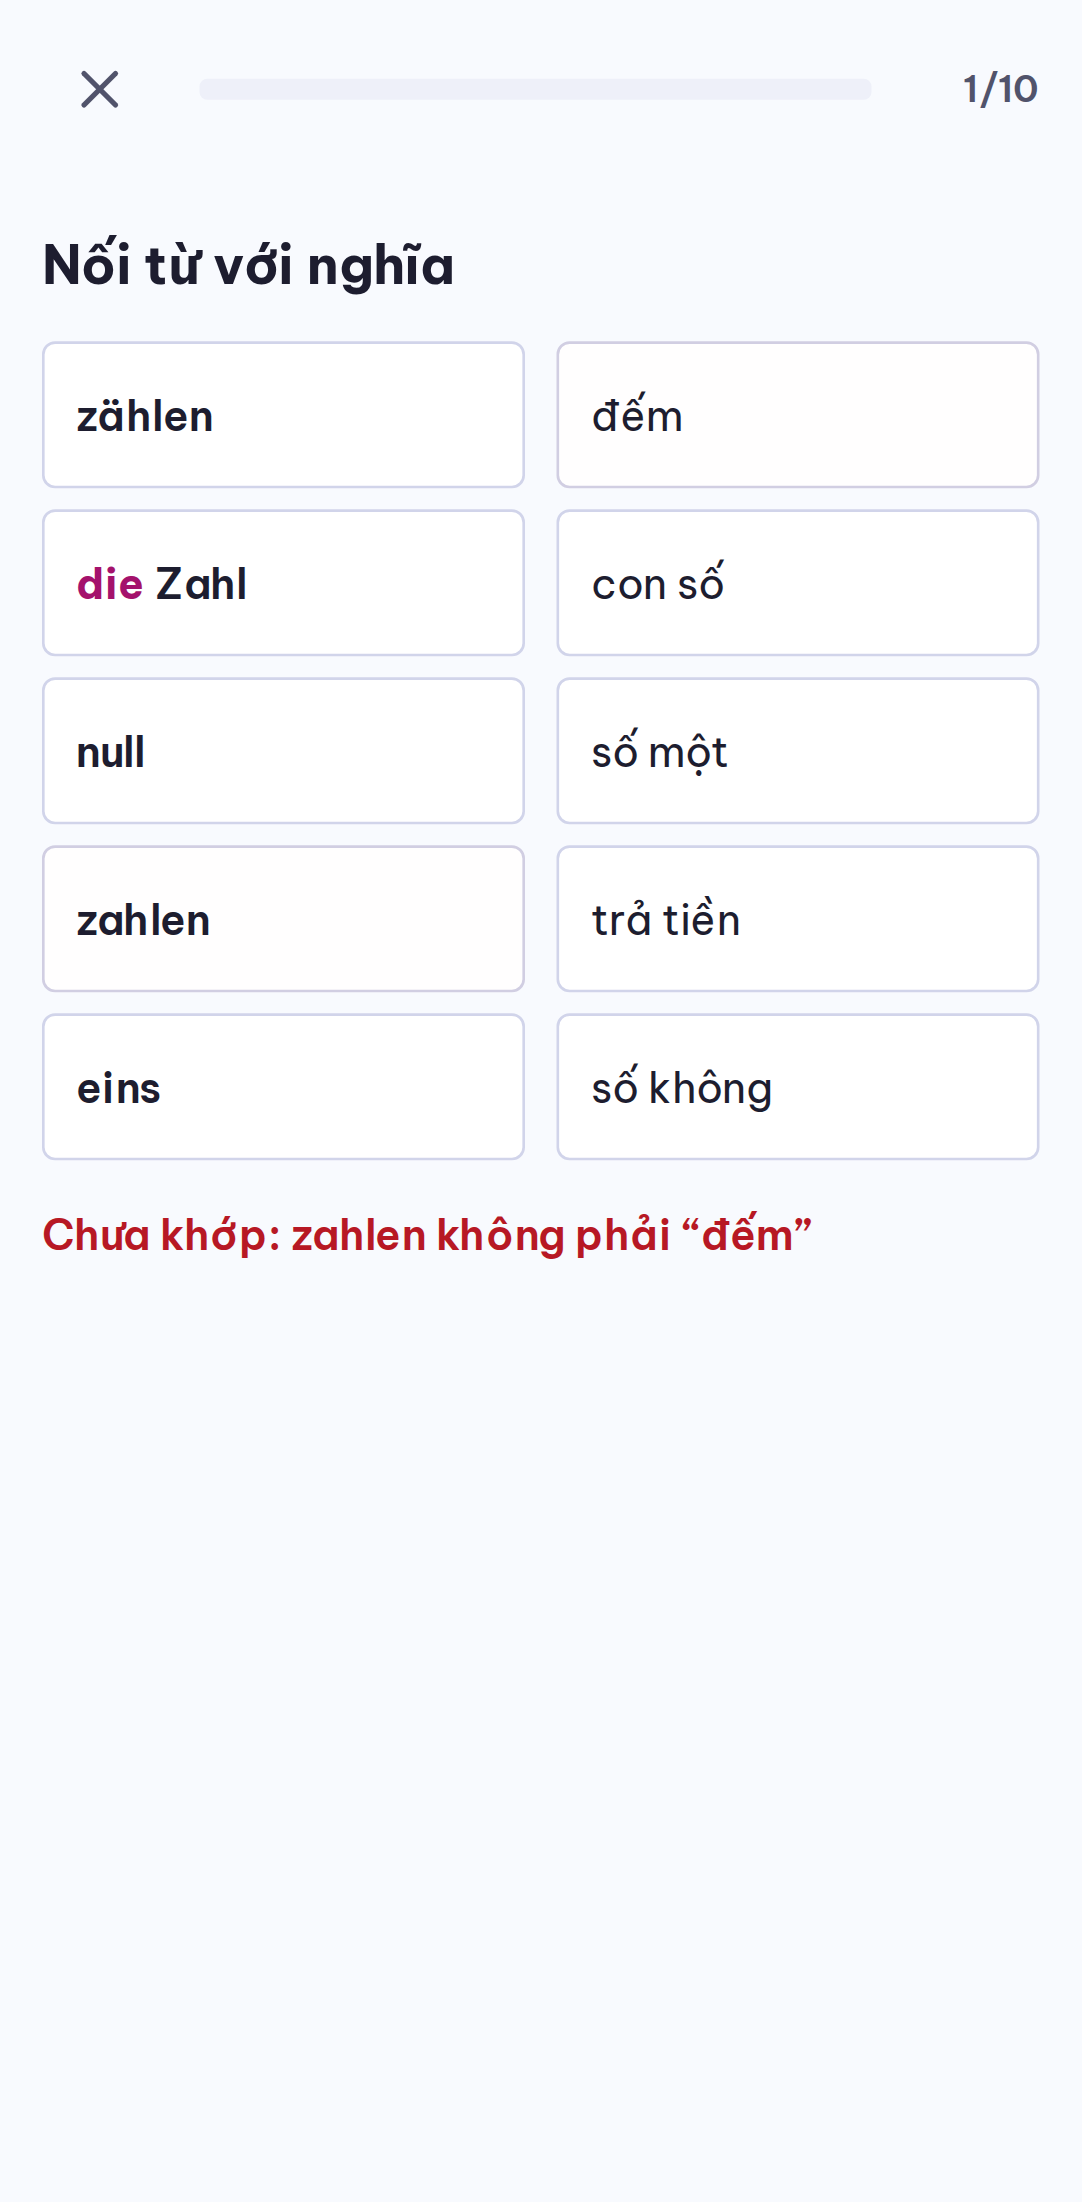 1/10
Nối từ với nghĩa
zählen
đếm
die Zahl
con số
null
số một
zahlen
trả tiền
eins
số không
Chưa khớp: zahlen không phải “đếm”